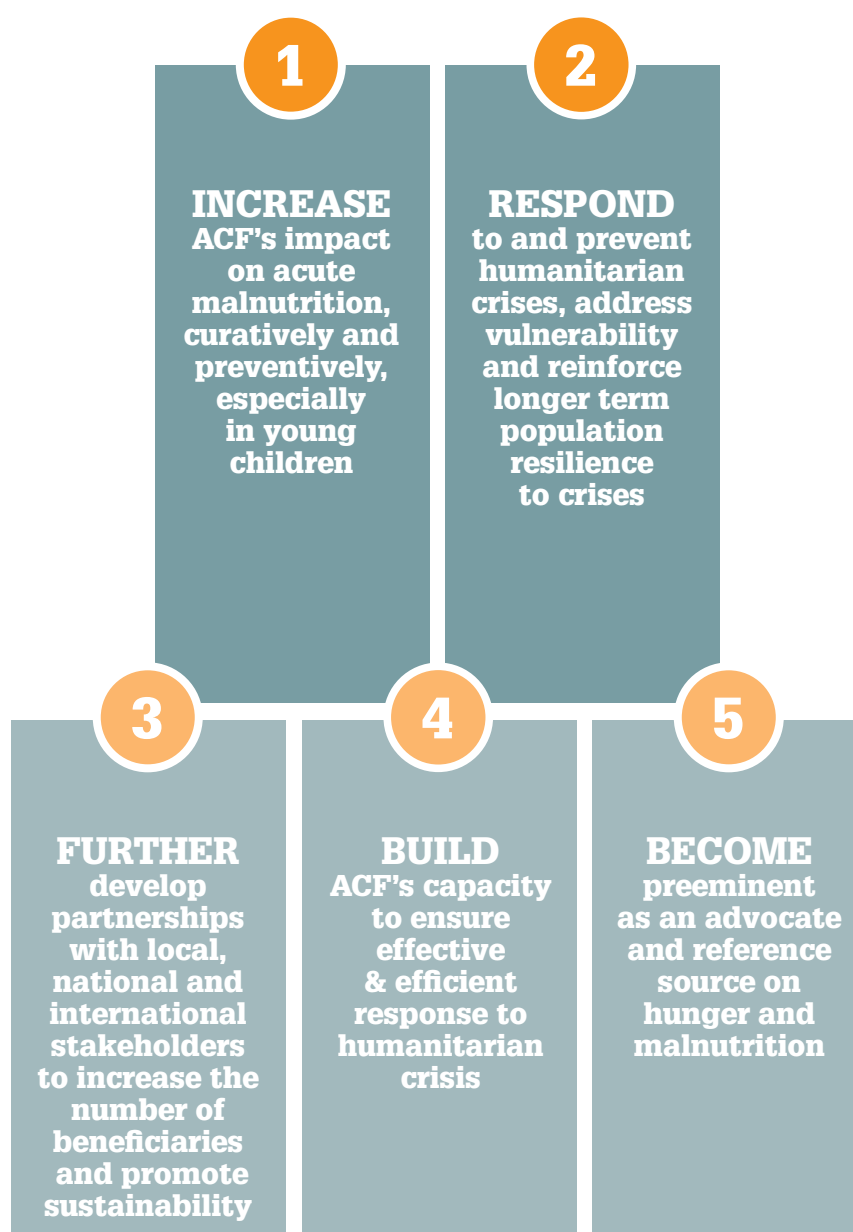 1
INCREASE
ACF's impact
on acute
malnutrition,
curatively and
preventively,
especially
in young
children
2
RESPOND
to and prevent
humanitarian
crises, address
vulnerability
and reinforce
longer term
population
resilience
to crises
3
FURTHER
develop
partnerships
with local,
national and
international
stakeholders
to increase the
number of
beneficiaries
and promote
sustainability
4
BUILD
ACF's capacity
to ensure
effective
& efficient
response to
humanitarian
crisis
5
BECOME
preeminent
as an advocate
and reference
source on
hunger and
malnutrition